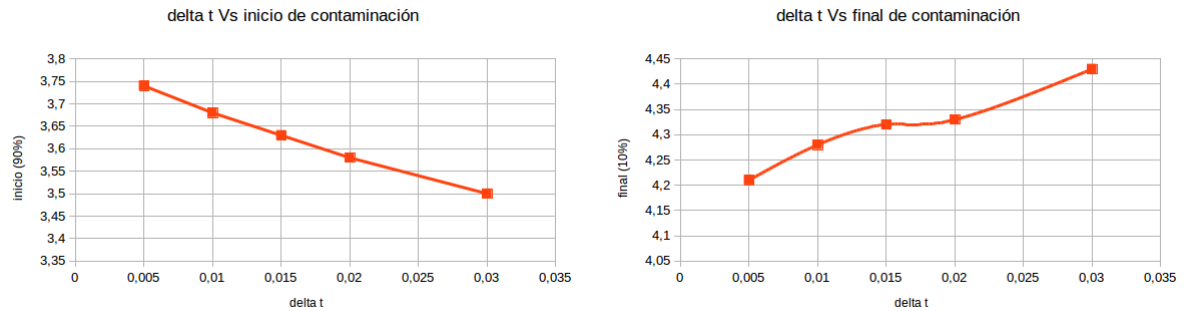 delta t Vs inicio de contaminación
inicio (90%)
3,8
3,75
3,7
3,65
3,6
3,55
3,5
3,45
3,4
3,35
0 0,005 0,01 0,015 0,02 0,025 0,03 0,035
delta t
delta t Vs final de contaminación
final (10%)
4,45
4,4
4,35
4,3
4,25
4,2
4,15
4,1
4,05
0 0,005 0,01 0,015 0,02 0,025 0,03 0,035
delta t